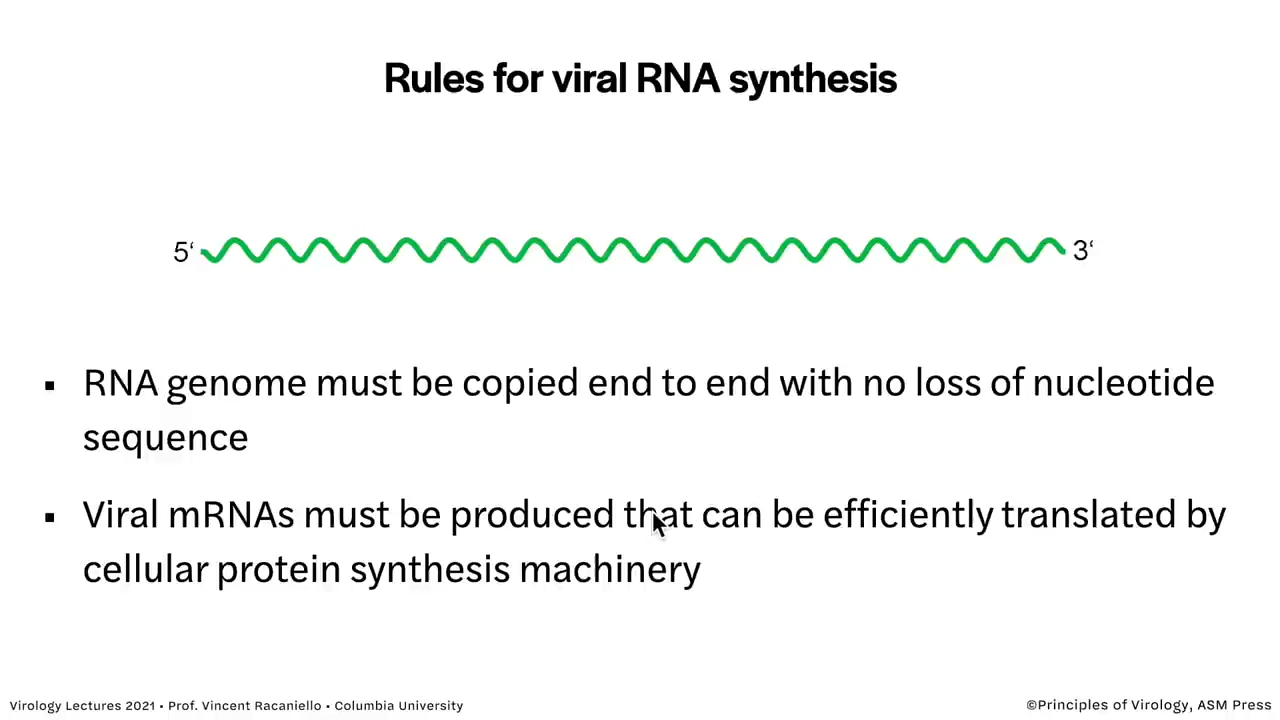 Rules for viral RNA synthesis
5‘ 3‘
▪ RNA genome must be copied end to end with no loss of nucleotide
sequence
▪ Viral mRNAs must be produced that can be efficiently translated by
cellular protein synthesis machinery
Virology Lectures 2021 • Prof. Vincent Racaniello • Columbia University
©Principles of Virology, ASM Press